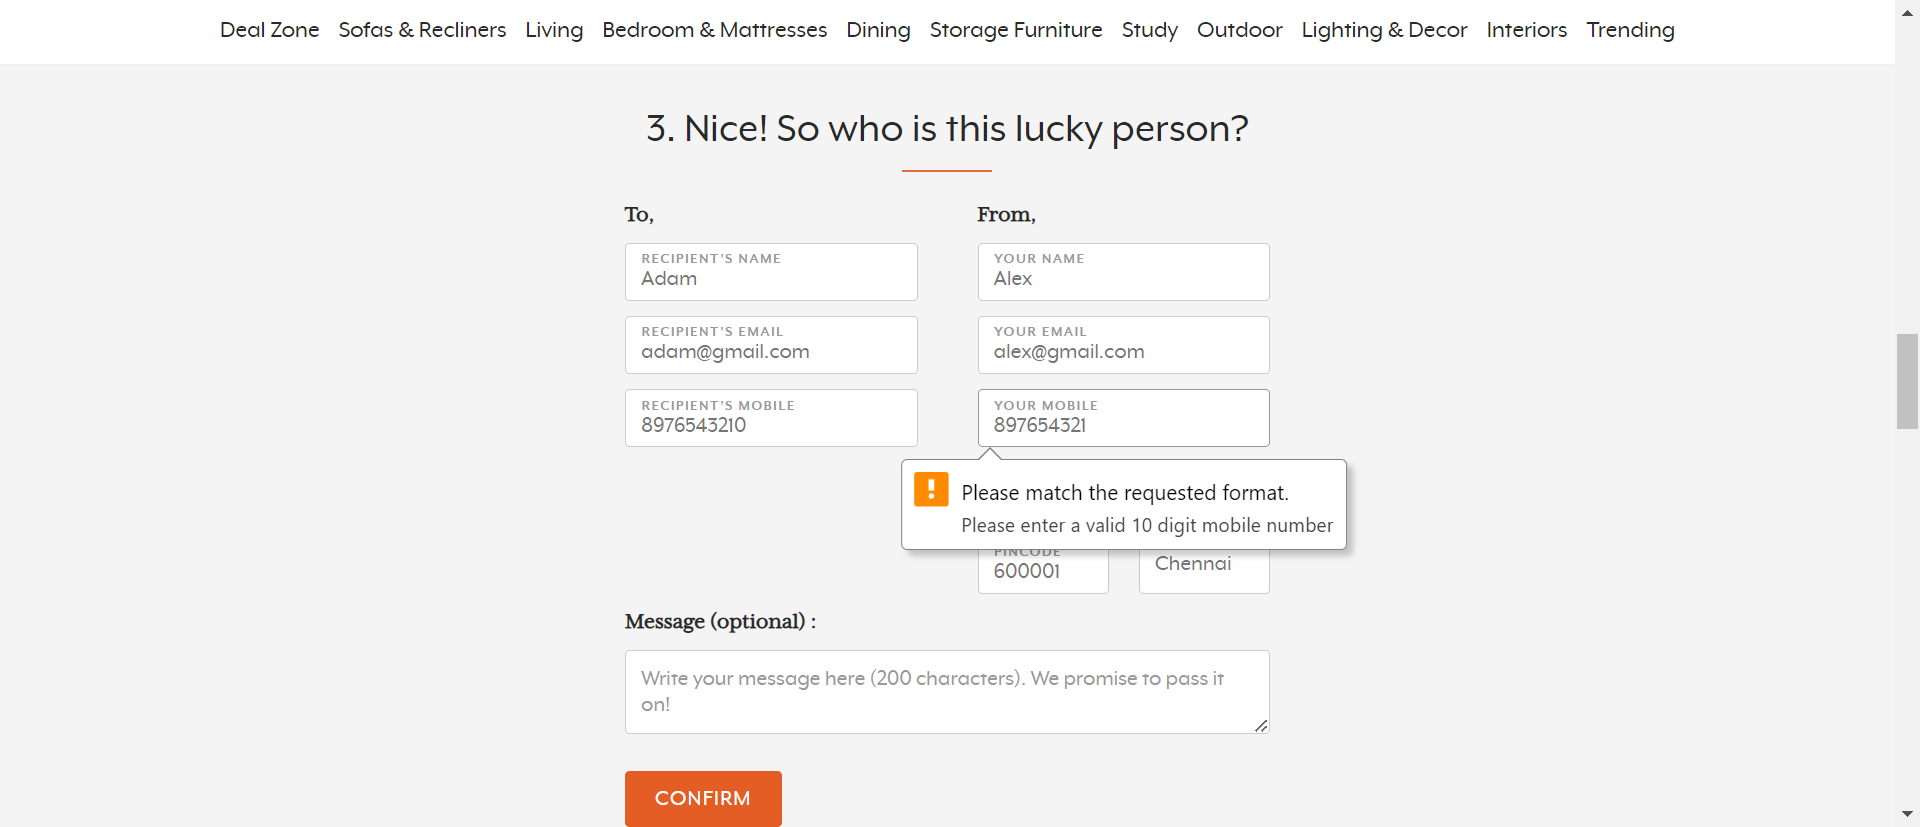 Deal Zone Sofas & Recliners Living Bedroom & Mattresses Dining Storage Furniture Study Outdoor Lighting & Decor Interiors Trending
3. Nice! So who is this lucky person?
To,
From,
RECIPIENT'S NAME
Adam
YOUR NAME
Alex
RECIPIENT'S EMAIL
adam@gmail.com
YOUR EMAIL
alex@gmail.com
RECIPIENT'S MOBILE
8976543210
YOUR MOBILE
897654321
Please match the requested format.
Please enter a valid 10 digit mobile number
PINCODE
600001
Chennai
Message (optional) :
Write your message here (200 characters). We promise to pass it
on!
CONFIRM